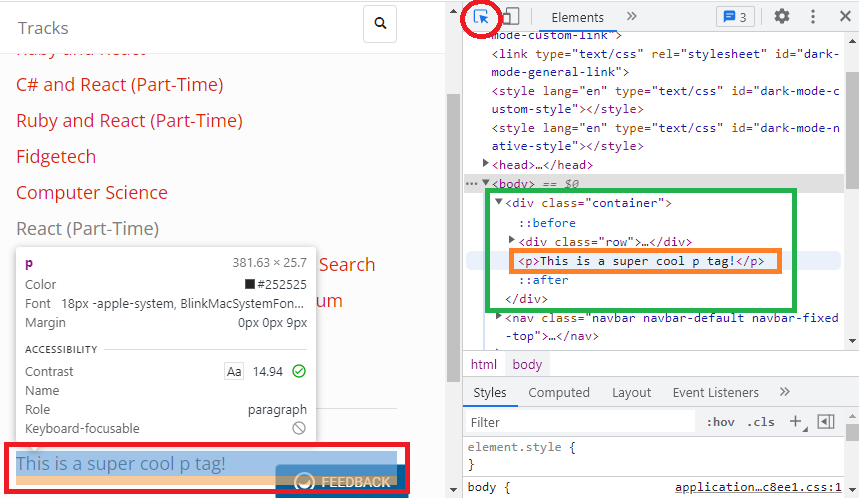 Tracks
Ruby and React
C# and React (Part-Time)
Ruby and React (Part-Time)
Fidgetech
Computer Science
React (Part-Time)
Search
um
p 381.63 × 25.7
Color #252525
Font 18px -apple-system, BlinkMacSystemFon...
Margin 0px 0px 9px
ACCESSIBILITY
Contrast Aa 14.94
Name
Role paragraph
Keyboard-focusable
This is a super cool p tag!
FEEDBACK
Elements » 3
mode-custom-link">
<link type="text/css" rel="stylesheet" id="dark-
mode-general-link">
<style lang="en" type="text/css" id="dark-mode-c
ustom-style"></style>
<style lang="en" type="text/css" id="dark-mode-n
ative-style"></style>
<head>…</head>
<body> == $0
<div class="container">
::before
<div class="row">…</div>
<p>This is a super cool p tag!</p>
::after
</div>
<nav class="navbar navbar-default navbar-fixed
-top">…</nav>
html body
Styles Computed Layout Event Listeners »
Filter :hov .cls +
element.style {
}
body { application…c8ee1.css:1